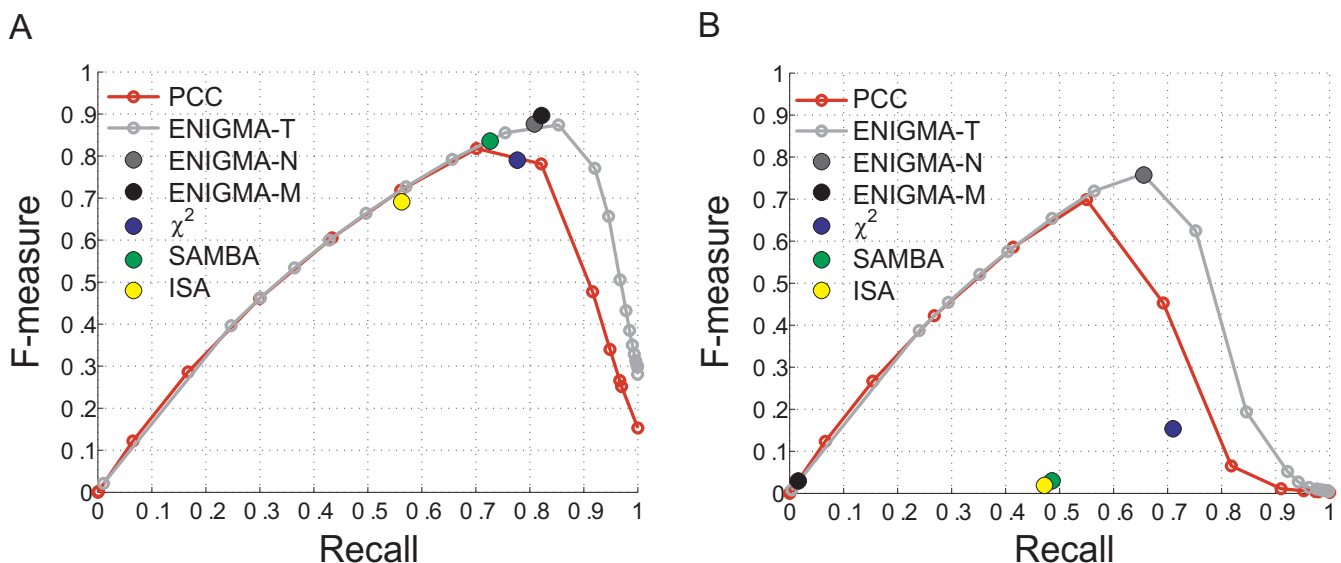 A
F-measure
1
0 .9
0 .8
0 .7
0 .6
0 .5
0 .4
0 .3
0 .2
0 .1
0
PCC
ENIGMA-T
ENIGMA-N
ENIGMA-M
χ²
SAMBA
ISA
0 0 .1 0 .2 0 .3 0 .4 0 .5 0 .6 0 .7 0 .8 0 .9 1
Recall
B
F-measure
1
0 .9
0 .8
0 .7
0 .6
0 .5
0 .4
0 .3
0 .2
0 .1
0
PCC
ENIGMA-T
ENIGMA-N
ENIGMA-M
χ²
SAMBA
ISA
0 0 .1 0 .2 0 .3 0 .4 0 .5 0 .6 0 .7 0 .8 0 .9 1
Recall